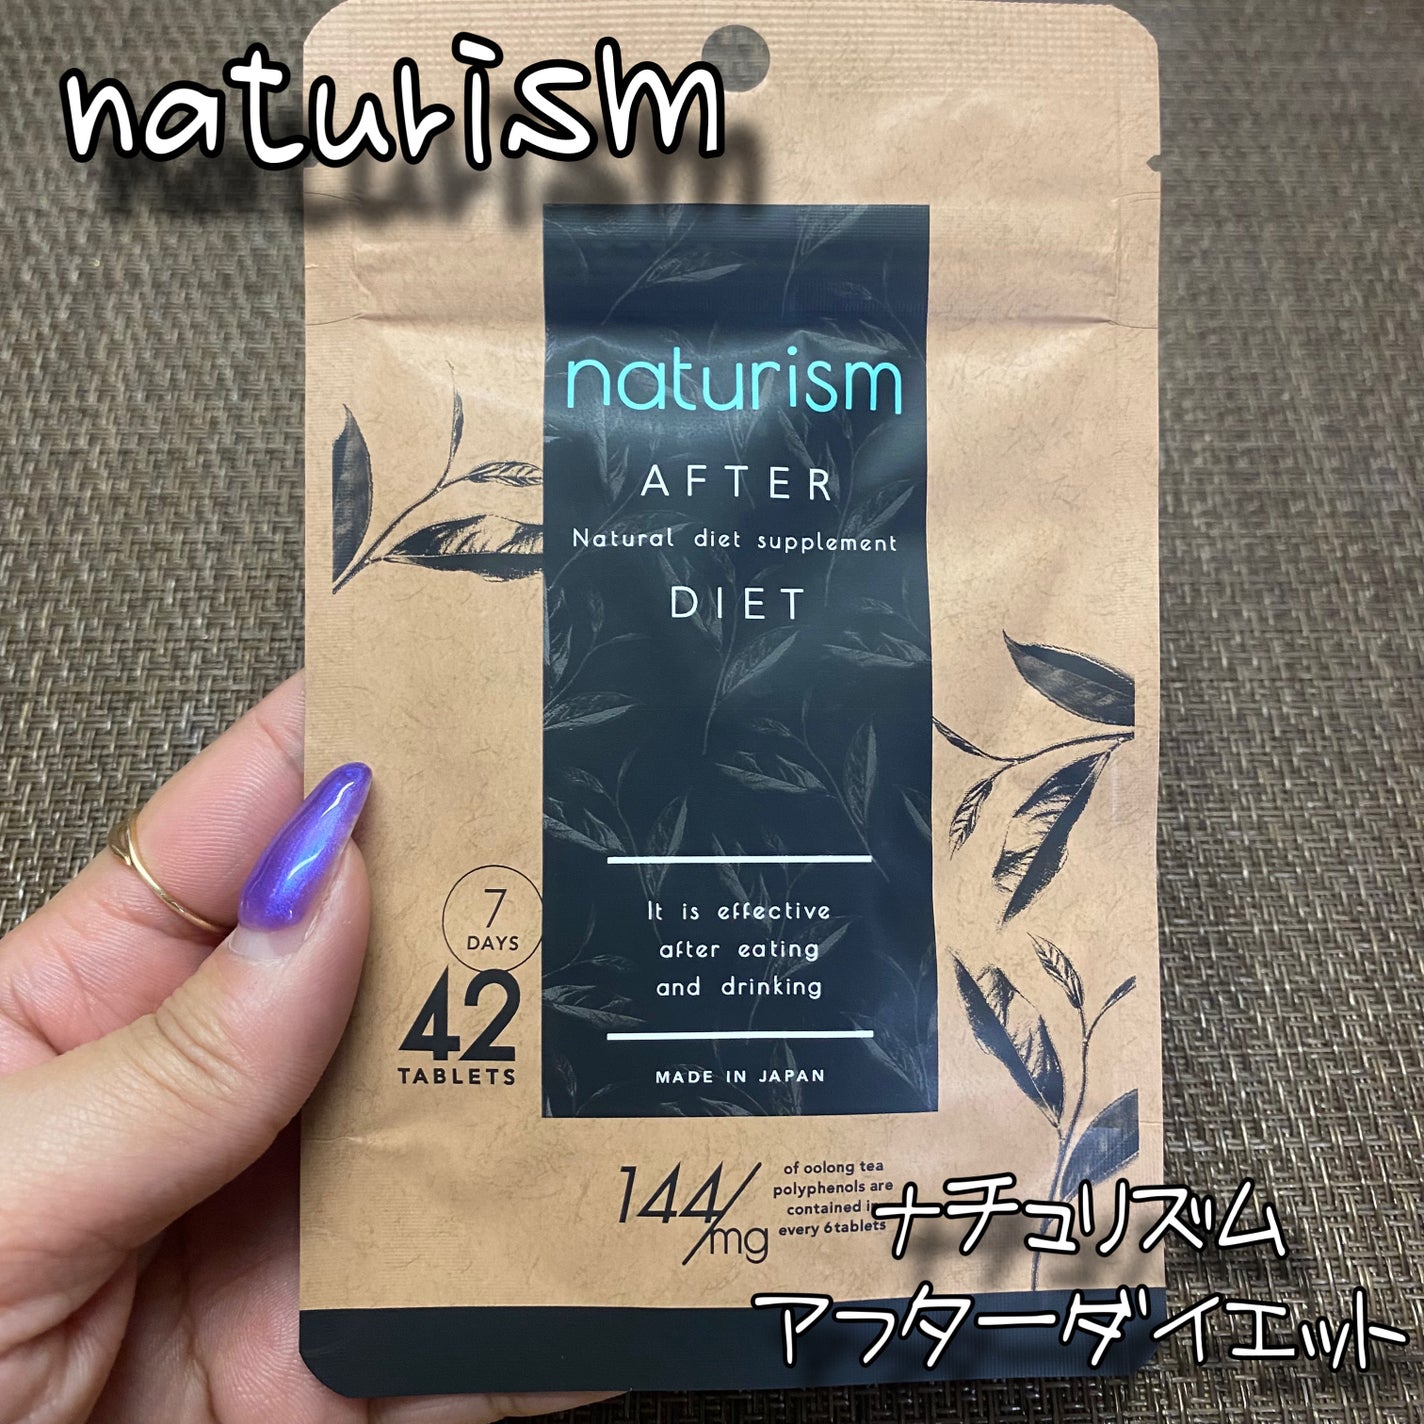 naturism
naturism
AFTER
Natural diet supplement
DIET
It is effective
after eating
and drinking
MADE IN JAPAN
7
DAYS
42
TABLETS
144/mg
of oolong tea
polyphenols are
contained
every 6 tablets
ナチュリズム
アフターダイエット